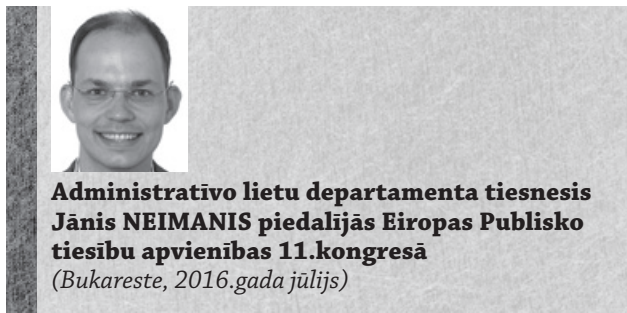 Administratīvo lietu departamenta tiesnesis
Jānis NEIMANIS piedalījās Eiropas Publisko
tiesību apvienības 11.kongresā
(Bukareste, 2016.gada jūlijs)